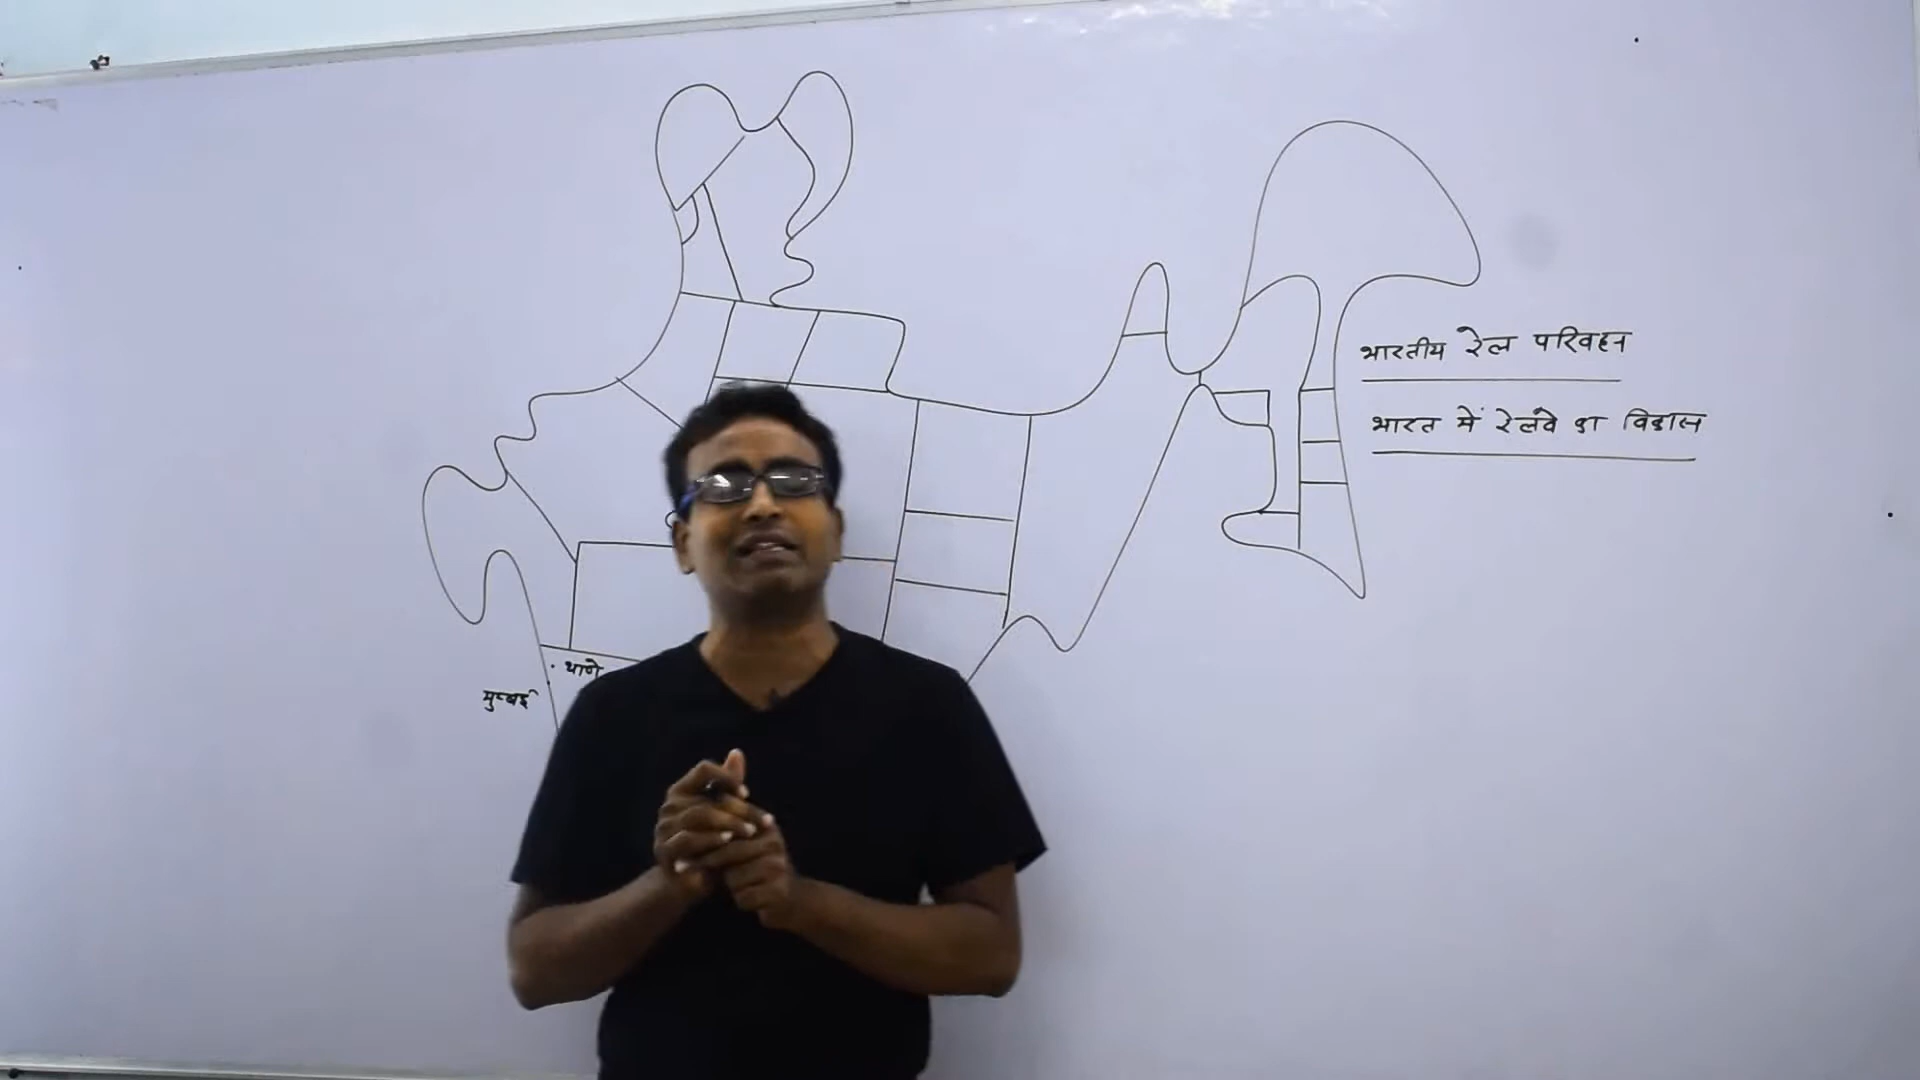 भारतीय रेल परिवहन
भारत में रेलवे का विकास
थाणे
मुम्बई